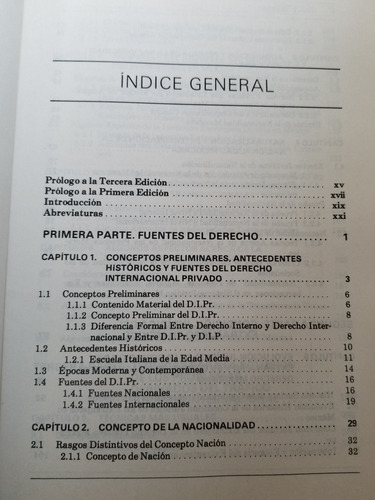 ÍNDICE GENERAL
Prólogo a la Tercera Edición xv
Prólogo a la Primera Edición xvii
Introducción xix
Abreviaturas xxi
PRIMERA PARTE. FUENTES DEL DERECHO 1
CAPÍTULO 1. CONCEPTOS PRELIMINARES, ANTECEDENTES
HISTÓRICOS Y FUENTES DEL DERECHO
INTERNACIONAL PRIVADO 3
1.1 Conceptos Preliminares 6
1.1.1 Contenido Material del D.I.Pr. 6
1.1.2 Concepto Preliminar del D.I.Pr. 8
1.1.3 Diferencia Formal Entre Derecho Interno y Derecho Inter-
nacional y Entre D.I.Pr. y D.I.P. 8
1.2 Antecedentes Históricos 10
1.2.1 Escuela Italiana de la Edad Media 11
1.3 Épocas Moderna y Contemporánea 14
1.4 Fuentes del D.I.Pr. 16
1.4.1 Fuentes Nacionales 16
1.4.2 Fuentes Internacionales 19
CAPÍTULO 2. CONCEPTO DE LA NACIONALIDAD 29
2.1 Rasgos Distintivos del Concepto Nación 32
2.1.1 Concepto de Nación 32